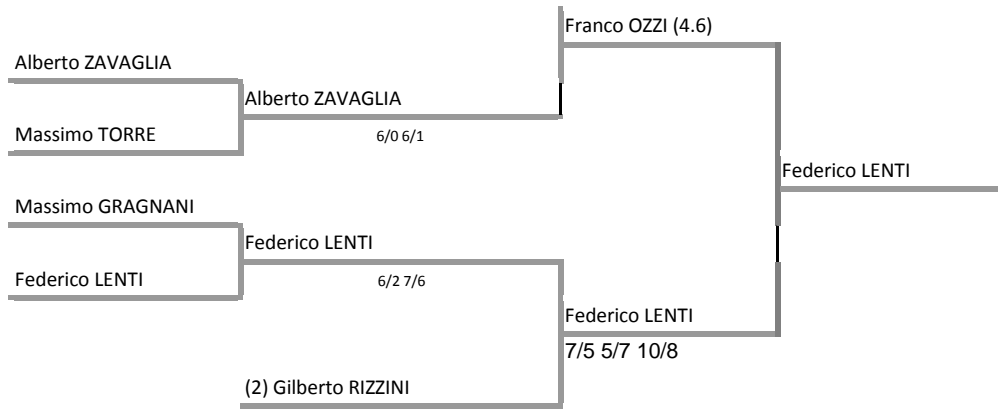 Franco OZZI (4.6)
Alberto ZAVAGLIA
Alberto ZAVAGLIA
Massimo TORRE
6/0 6/1
Federico LENTI
Massimo GRAGNANI
Federico LENTI
Federico LENTI
6/2 7/6
Federico LENTI
7/5 5/7 10/8
(2) Gilberto RIZZINI